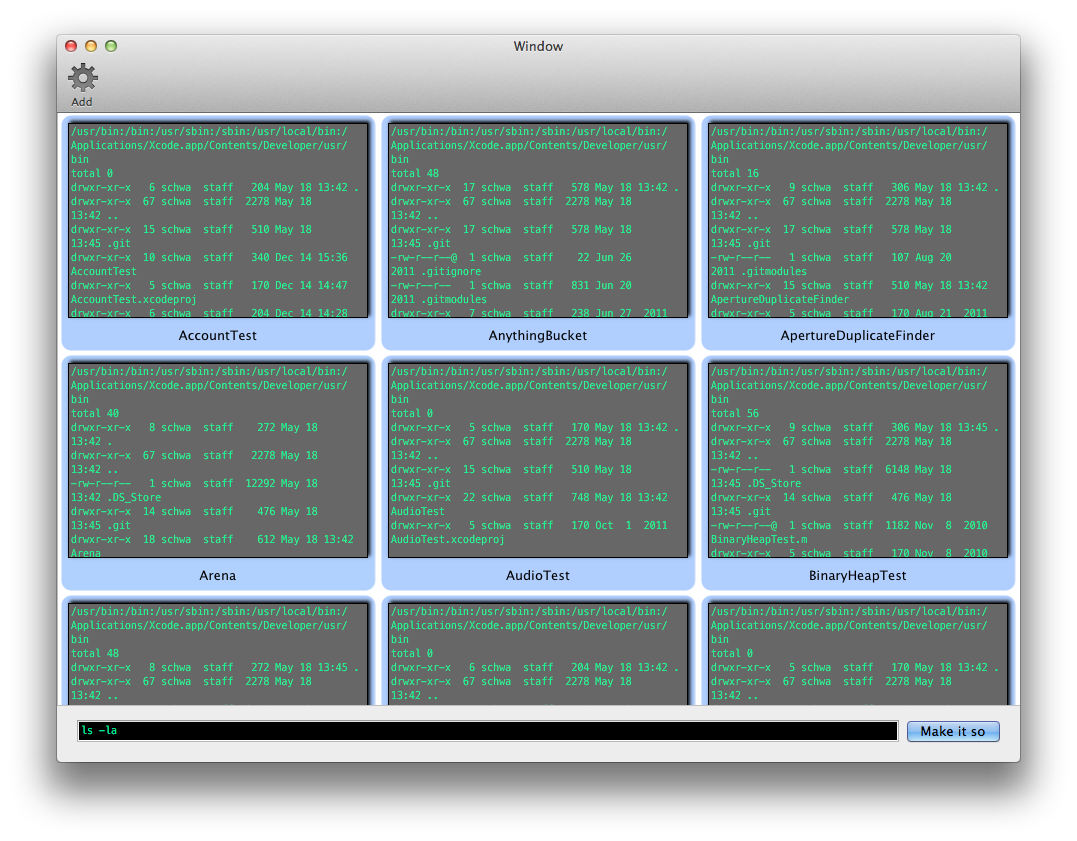 Window
Add
/usr/bin:/bin:/usr/sbin:/sbin:/usr/local/bin:/
Applications/Xcode.app/Contents/Developer/usr/
bin
total 0
drwxr-xr-x   6 schwa  staff   204 May 18 13:42 .
drwxr-xr-x  67 schwa  staff  2278 May 18
13:42 ..
drwxr-xr-x  15 schwa  staff   510 May 18
13:45 .git
drwxr-xr-x  10 schwa  staff   340 Dec 14 15:36
AccountTest
drwxr-xr-x   5 schwa  staff   170 Dec 14 14:47
AccountTest.xcodeproj
drwxr-xr-x   6 schwa  staff   204 Dec 14 14:28
AccountTest
/usr/bin:/bin:/usr/sbin:/sbin:/usr/local/bin:/
Applications/Xcode.app/Contents/Developer/usr/
bin
total 48
drwxr-xr-x  17 schwa  staff   578 May 18 13:42 .
drwxr-xr-x  67 schwa  staff  2278 May 18
13:42 ..
drwxr-xr-x  17 schwa  staff   578 May 18
13:45 .git
-rw-r--r--@  1 schwa  staff    22 Jun 26
2011 .gitignore
-rw-r--r--   1 schwa  staff   831 Jun 20
2011 .gitmodules
drwxr-xr-x   7 schwa  staff   238 Jun 27  2011
AnythingBucket
/usr/bin:/bin:/usr/sbin:/sbin:/usr/local/bin:/
Applications/Xcode.app/Contents/Developer/usr/
bin
total 16
drwxr-xr-x   9 schwa  staff   306 May 18 13:42 .
drwxr-xr-x  67 schwa  staff  2278 May 18
13:42 ..
drwxr-xr-x  17 schwa  staff   578 May 18
13:45 .git
-rw-r--r--   1 schwa  staff   107 Aug 20
2011 .gitmodules
drwxr-xr-x  15 schwa  staff   510 May 18 13:42
ApertureDuplicateFinder
drwxr-xr-x   5 schwa  staff   170 Aug 21  2011
ApertureDuplicateFinder
/usr/bin:/bin:/usr/sbin:/sbin:/usr/local/bin:/
Applications/Xcode.app/Contents/Developer/usr/
bin
total 40
drwxr-xr-x   8 schwa  staff    272 May 18
13:42 .
drwxr-xr-x  67 schwa  staff   2278 May 18
13:42 ..
-rw-r--r--   1 schwa  staff  12292 May 18
13:42 .DS_Store
drwxr-xr-x  14 schwa  staff    476 May 18
13:45 .git
drwxr-xr-x  18 schwa  staff    612 May 18 13:42
Arena
Arena
/usr/bin:/bin:/usr/sbin:/sbin:/usr/local/bin:/
Applications/Xcode.app/Contents/Developer/usr/
bin
total 0
drwxr-xr-x   5 schwa  staff   170 May 18 13:42 .
drwxr-xr-x  67 schwa  staff  2278 May 18
13:42 ..
drwxr-xr-x  15 schwa  staff   510 May 18
13:45 .git
drwxr-xr-x  22 schwa  staff   748 May 18 13:42
AudioTest
drwxr-xr-x   5 schwa  staff   170 Oct  1  2011
AudioTest.xcodeproj
AudioTest
/usr/bin:/bin:/usr/sbin:/sbin:/usr/local/bin:/
Applications/Xcode.app/Contents/Developer/usr/
bin
total 56
drwxr-xr-x   9 schwa  staff   306 May 18 13:45 .
drwxr-xr-x  67 schwa  staff  2278 May 18
13:42 ..
-rw-r--r--   1 schwa  staff  6148 May 18
13:45 .DS_Store
drwxr-xr-x  14 schwa  staff   476 May 18
13:45 .git
-rw-r--r--@  1 schwa  staff  1182 Nov  8  2010
BinaryHeapTest.m
drwxr-xr-x   5 schwa  staff   170 Nov  8  2010
BinaryHeapTest
/usr/bin:/bin:/usr/sbin:/sbin:/usr/local/bin:/
Applications/Xcode.app/Contents/Developer/usr/
bin
total 48
drwxr-xr-x   8 schwa  staff   272 May 18 13:45 .
drwxr-xr-x  67 schwa  staff  2278 May 18
13:42 ..
/usr/bin:/bin:/usr/sbin:/sbin:/usr/local/bin:/
Applications/Xcode.app/Contents/Developer/usr/
bin
total 0
drwxr-xr-x   6 schwa  staff   204 May 18 13:42 .
drwxr-xr-x  67 schwa  staff  2278 May 18
13:42 ..
/usr/bin:/bin:/usr/sbin:/sbin:/usr/local/bin:/
Applications/Xcode.app/Contents/Developer/usr/
bin
total 0
drwxr-xr-x   5 schwa  staff   170 May 18 13:42 .
drwxr-xr-x  67 schwa  staff  2278 May 18
13:42 ..
ls -la
Make it so